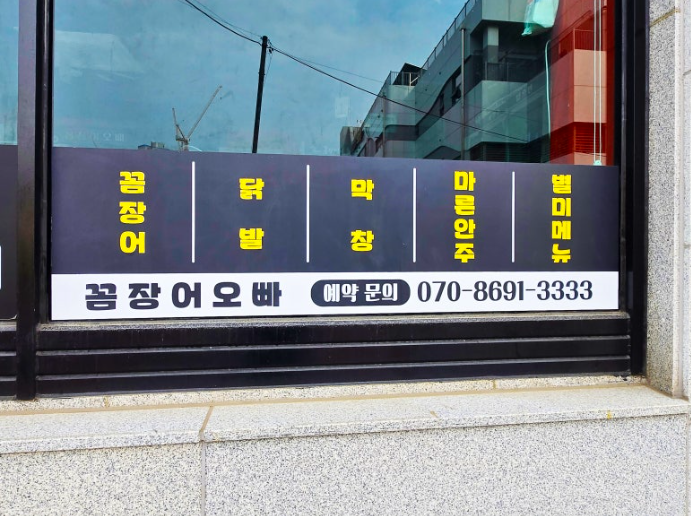 꼼장어
닭발
막창
마른안주
별미메뉴
꼼장어오빠 예약 문의 070-8691-3333